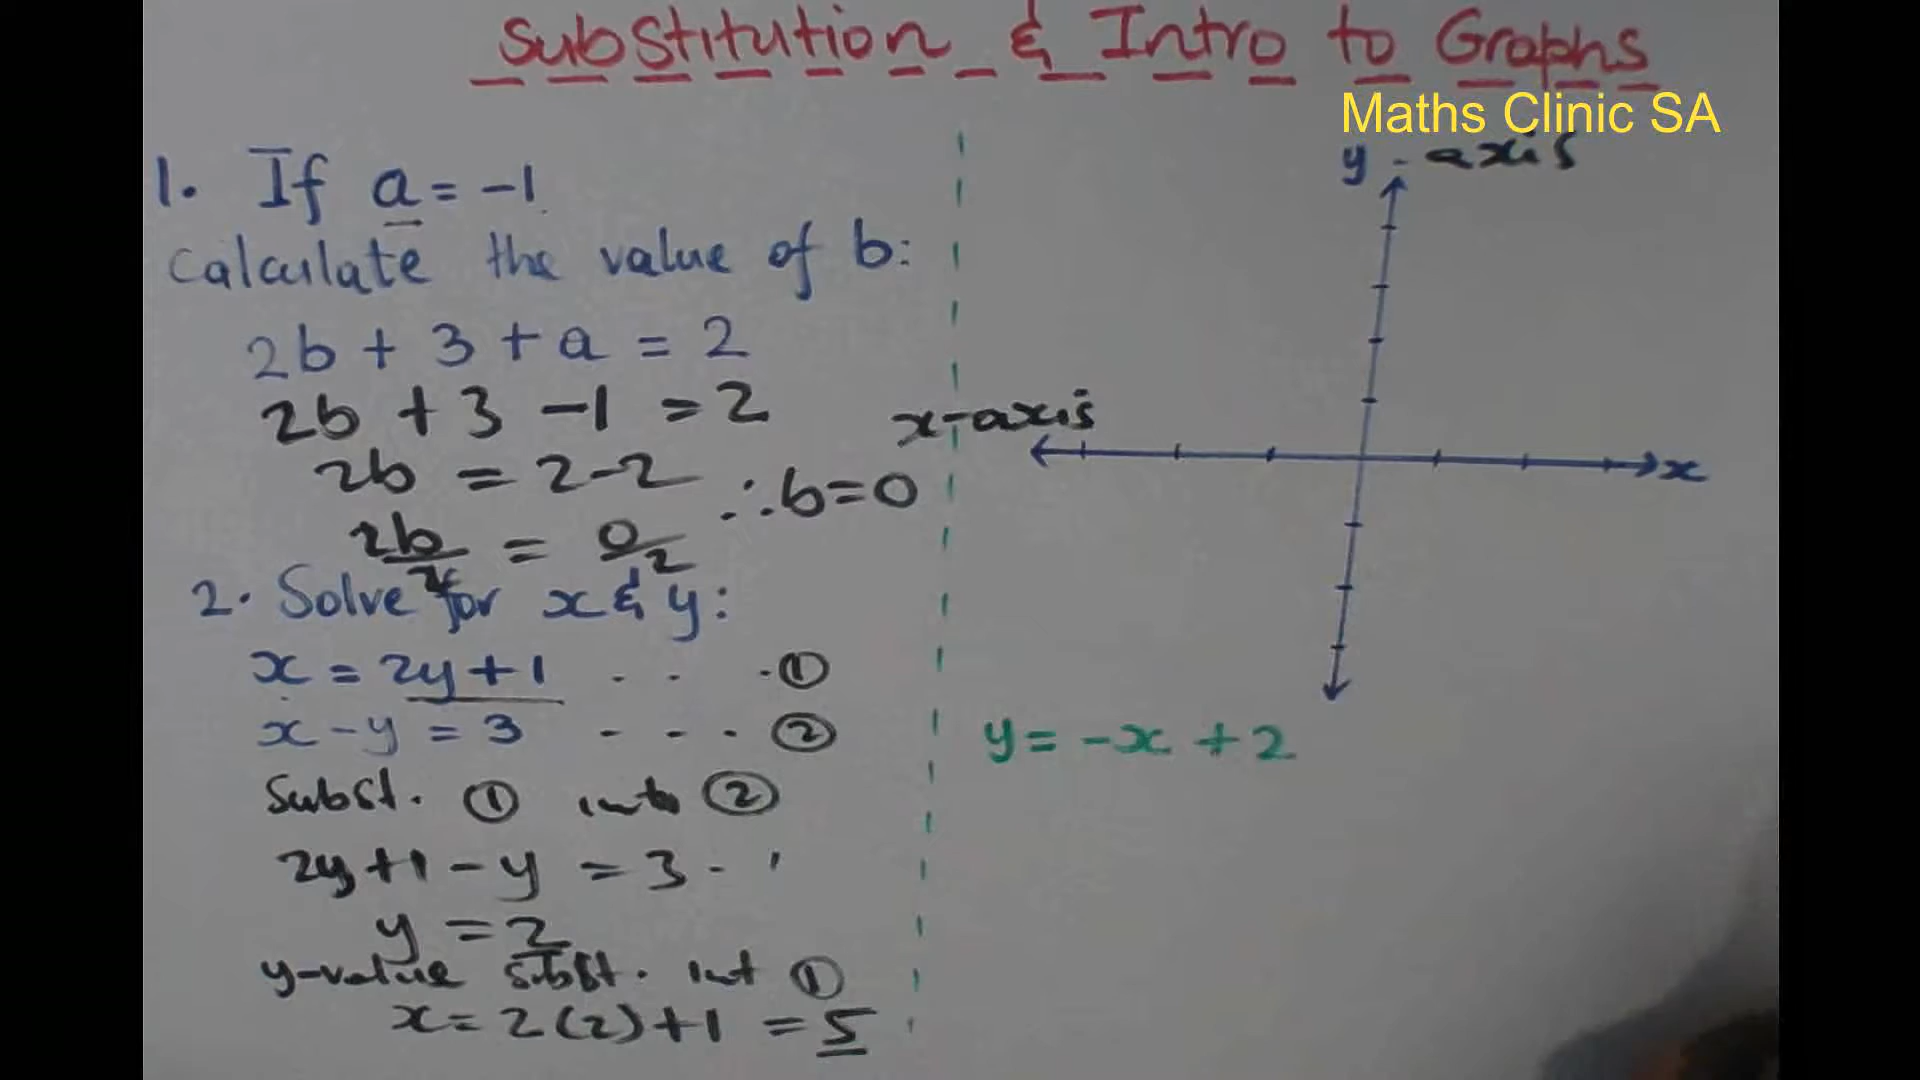 Substitution & Intro to Graphs
Maths Clinic SA
1. If a = -1
Calculate the value of b:
2b + 3 + a = 2
2b + 3 - 1 = 2
2b = 2 - 2 ∴ b = 0
2b/2 = 0/2
2. Solve for x & y:
x = 2y + 1 . . . ①
x - y = 3 - - - ②
Subst. ① into ②
2y + 1 - y = 3
y = 2
y-value subst. int ①
x = 2(2) + 1 = 5
y - axis
x-axis
x
y = -x + 2